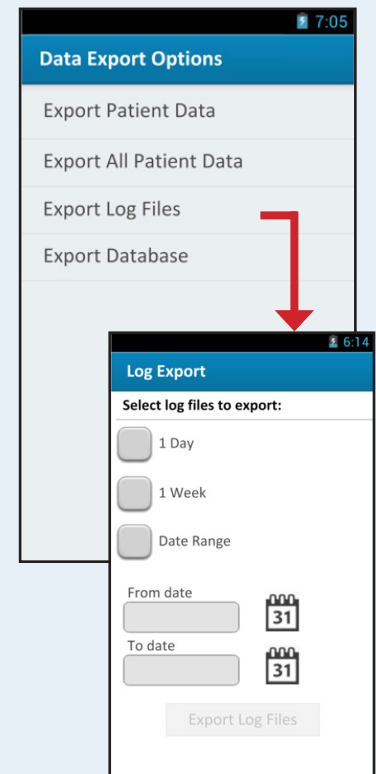 7:05
Data Export Options
Export Patient Data
Export All Patient Data
Export Log Files
Export Database
6:14
Log Export
Select log files to export:
1 Day
1 Week
Date Range
From date
31
To date
31
Export Log Files